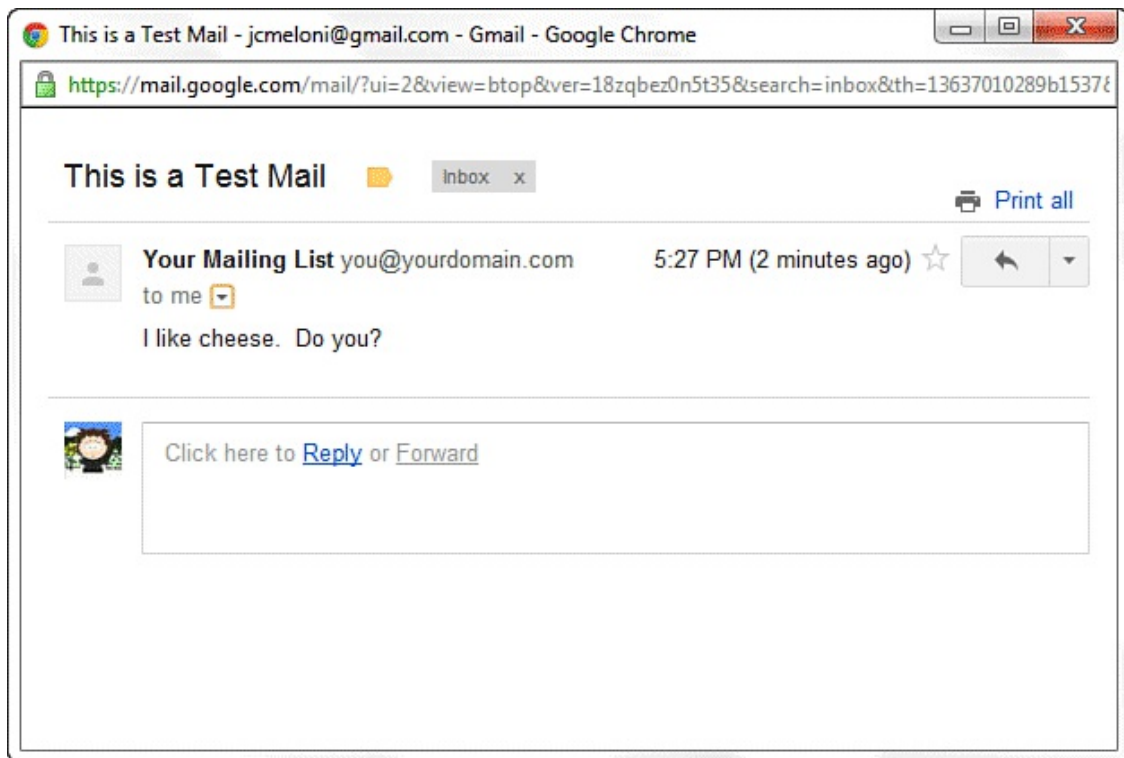 This is a Test Mail - jcmeloni@gmail.com - Gmail - Google Chrome
https://mail.google.com/mail/?ui=2&view=btop&ver=18zqbez0n5t35&search=inbox&th=13637010289b1537&
This is a Test Mail Inbox x
Print all
Your Mailing List you@yourdomain.com 5:27 PM (2 minutes ago)
to me
I like cheese.  Do you?
Click here to Reply or Forward